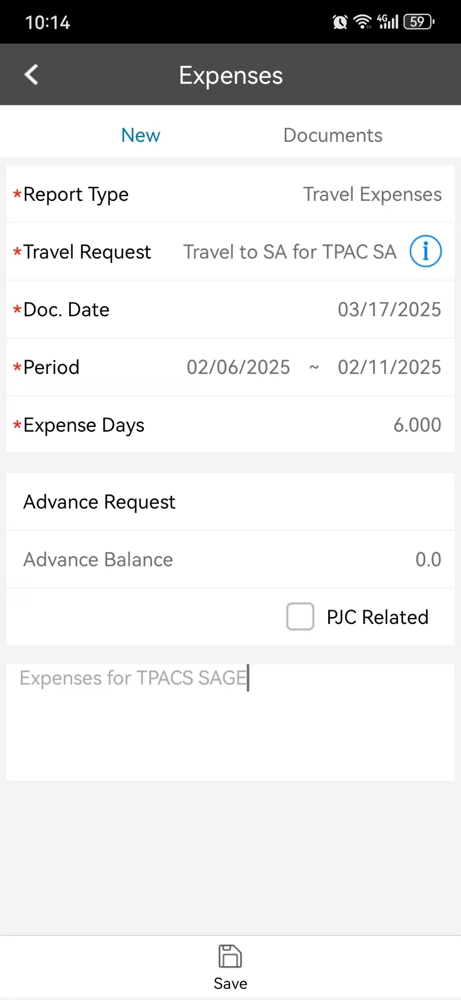 10:14 4G 59
Expenses
New Documents
*Report Type Travel Expenses
*Travel Request Travel to SA for TPAC SA i
*Doc. Date 03/17/2025
*Period 02/06/2025 ~ 02/11/2025
*Expense Days 6.000
Advance Request
Advance Balance 0.0
PJC Related
Expenses for TPACS SAGE
Save